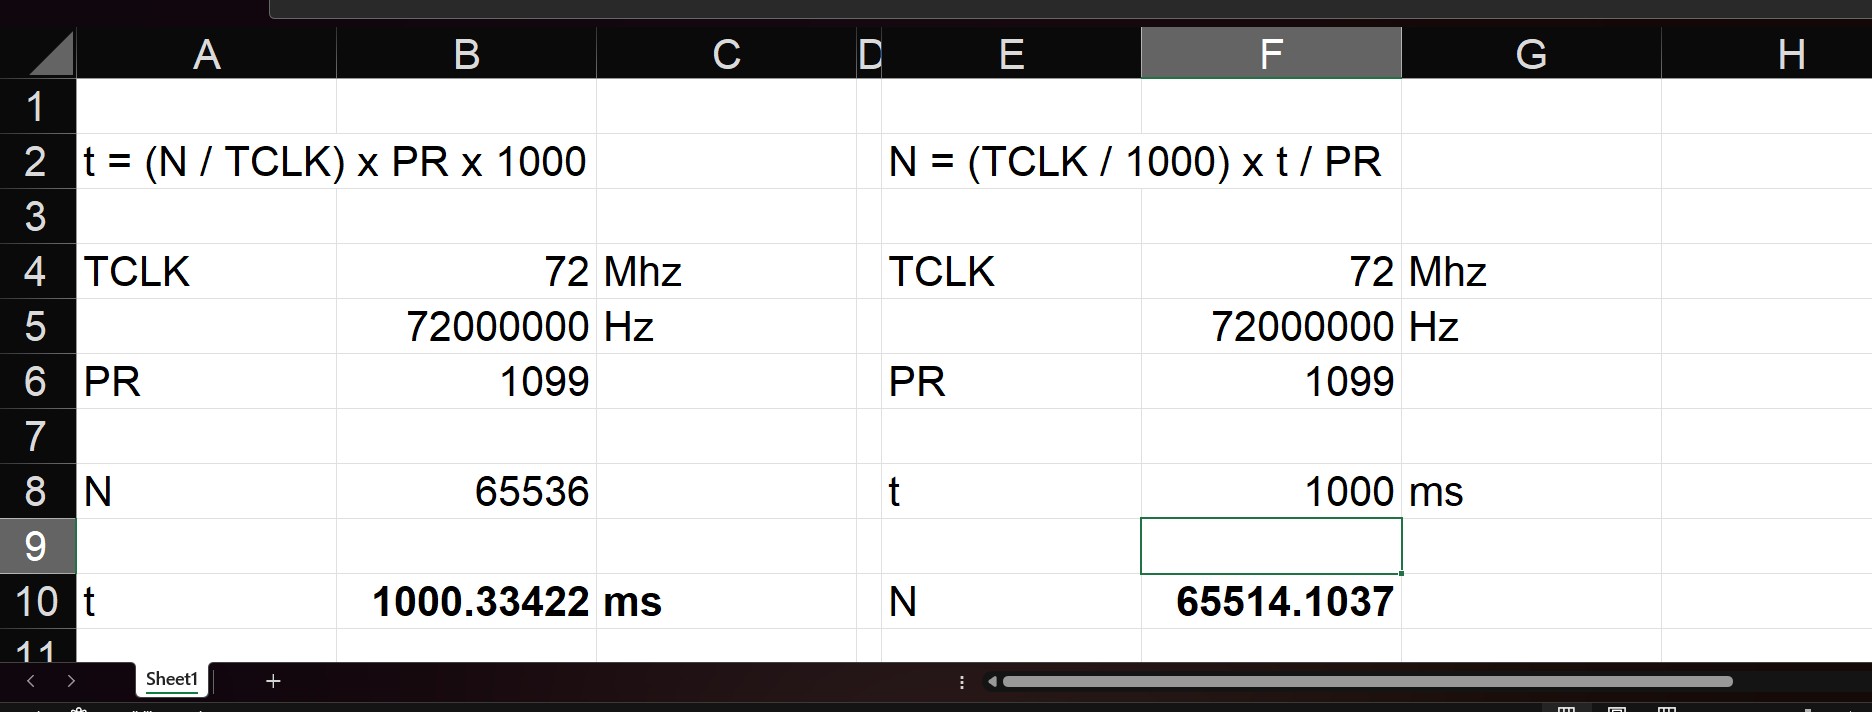 A B C D E F G H
1
2 t = (N / TCLK) x PR x 1000 N = (TCLK / 1000) x t / PR
3
4 TCLK 72 Mhz TCLK 72 Mhz
5 72000000 Hz 72000000 Hz
6 PR 1099 PR 1099
7
8 N 65536 t 1000 ms
9
10 t 1000.33422 ms N 65514.1037
11
Sheet1